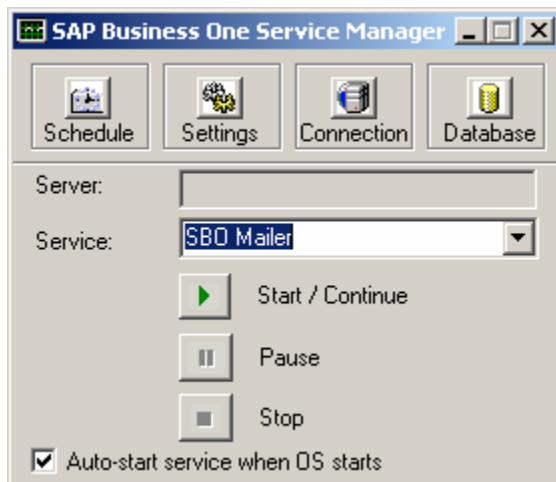 SAP Business One Service Manager
Schedule Settings Connection Database
Server:
Service: SBO Mailer
Start / Continue
Pause
Stop
Auto-start service when OS starts